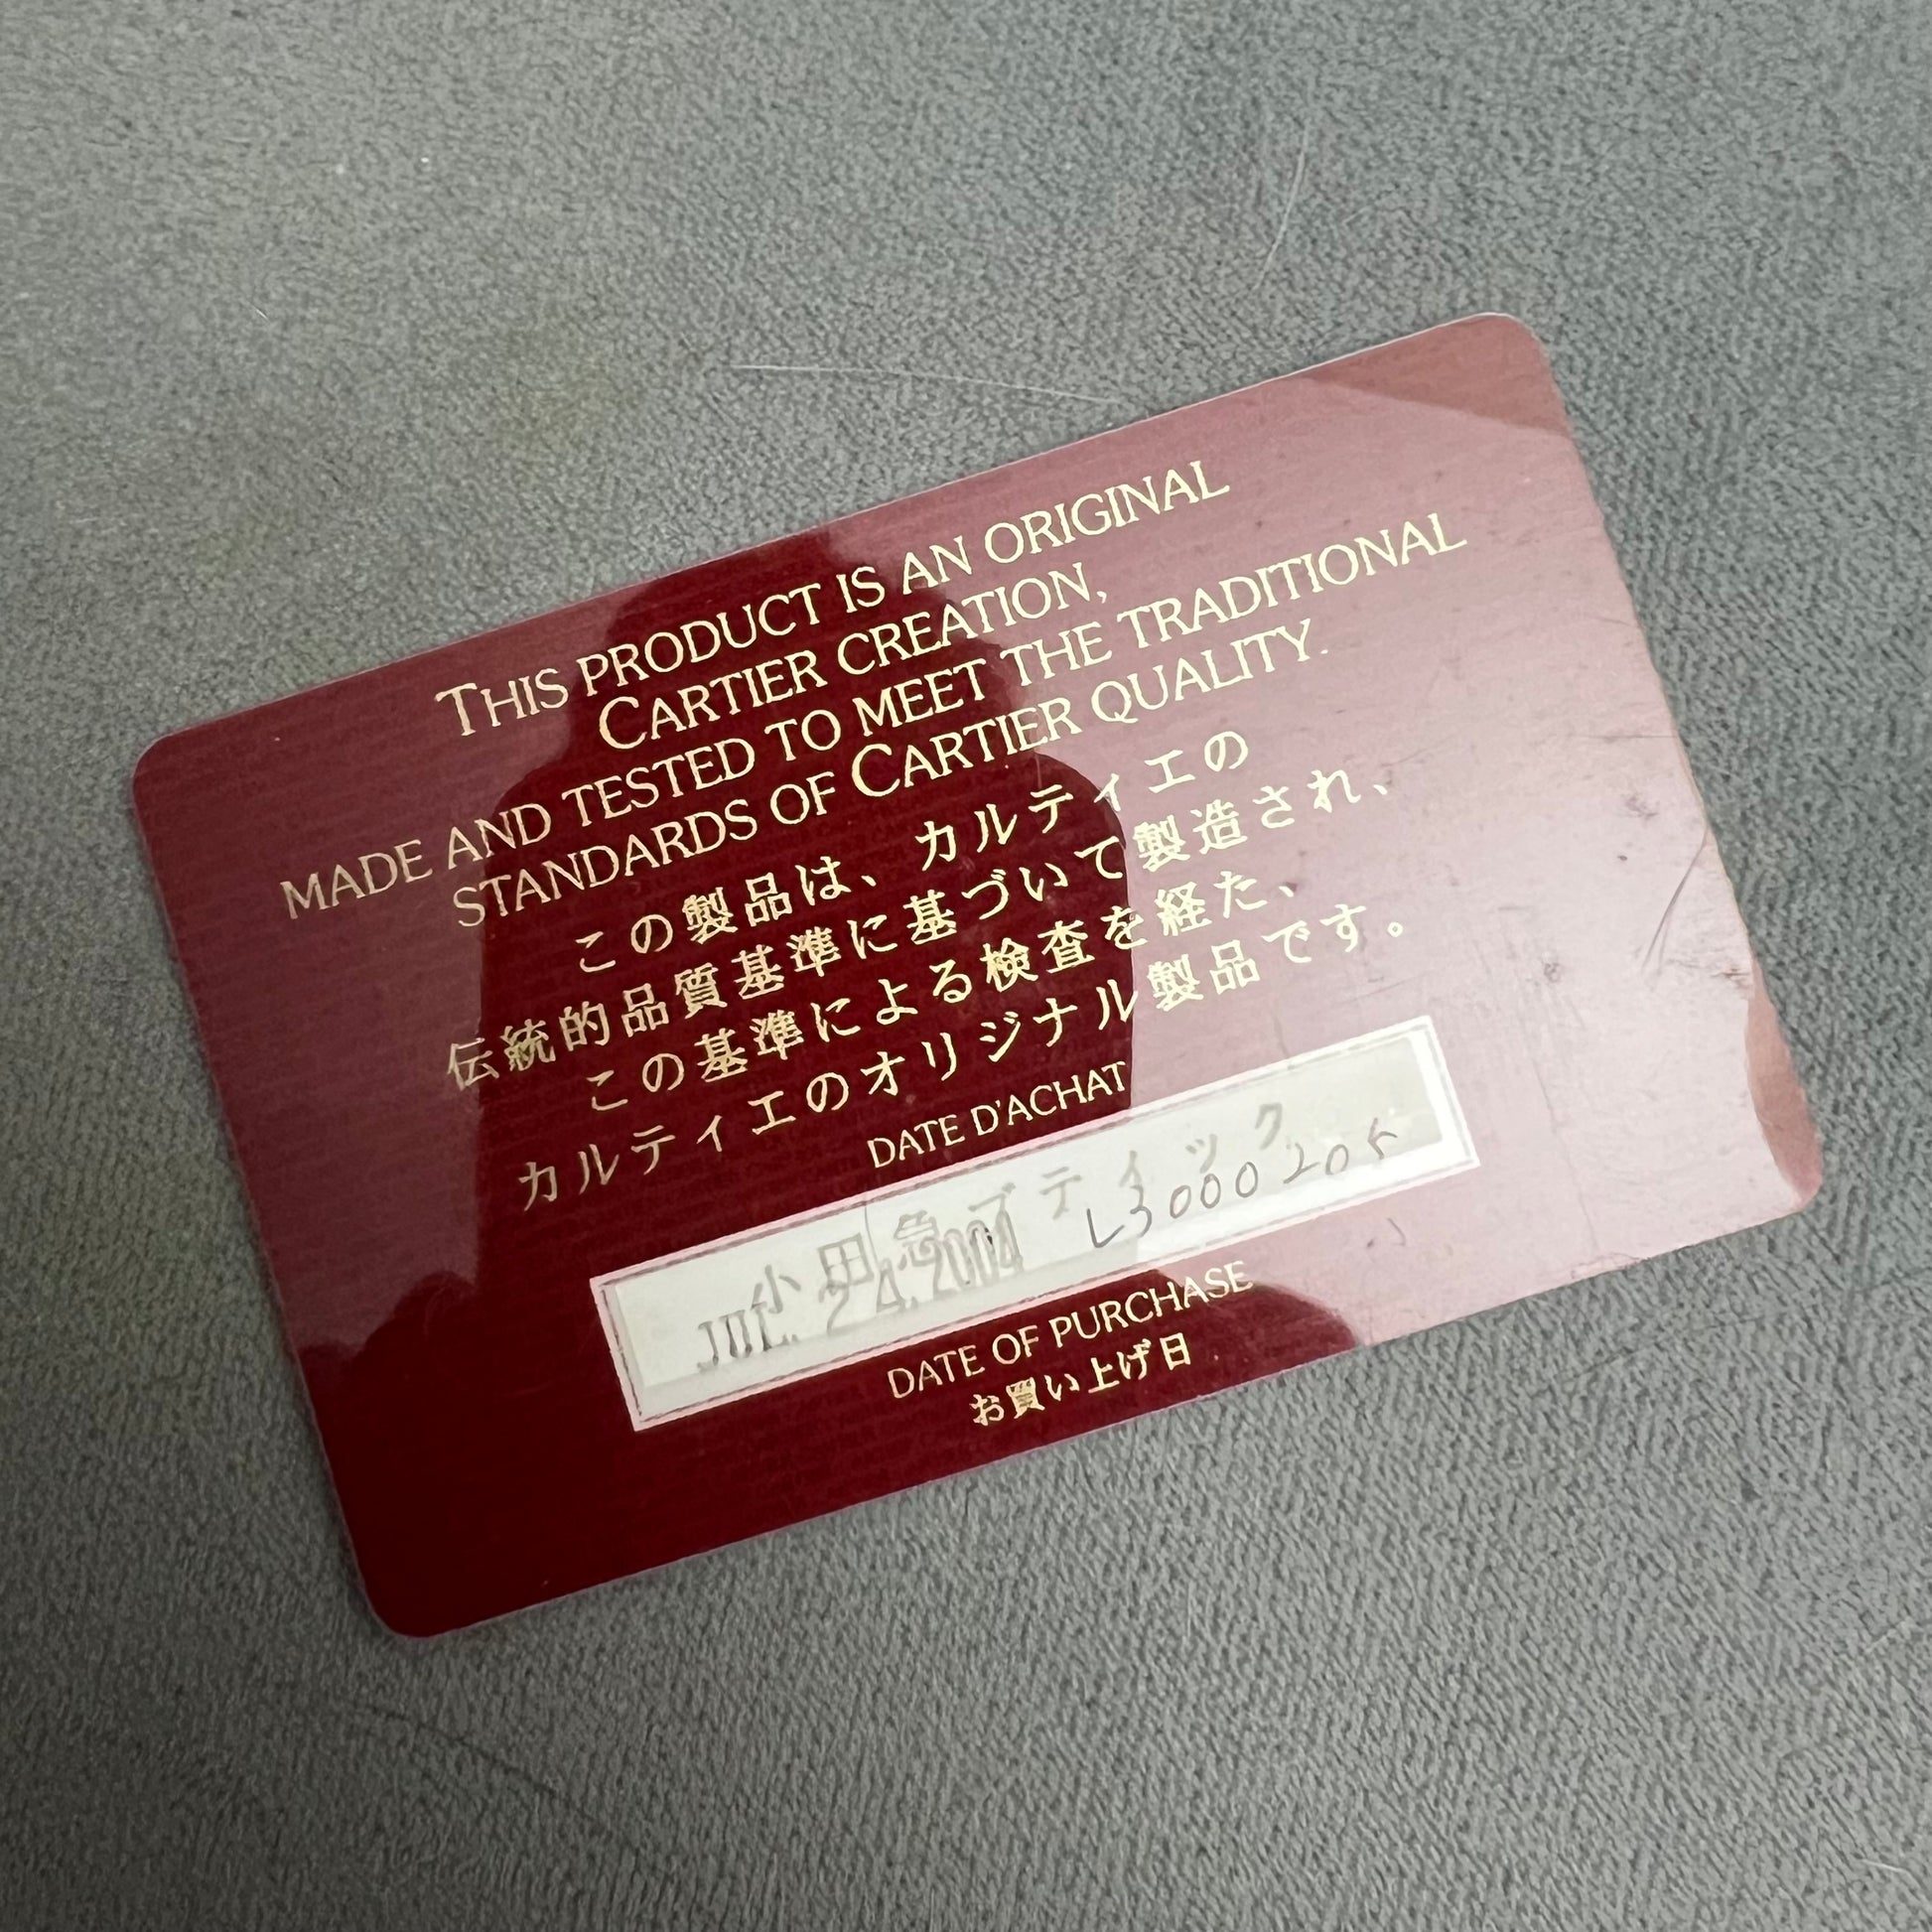 THIS PRODUCT IS AN ORIGINAL
CARTIER CREATION,
MADE AND TESTED TO MEET THE TRADITIONAL
STANDARDS OF CARTIER QUALITY.
この製品は、カルティエの
伝統的品質基準に基づいて製造され、
この基準による検査を経た、
カルティエのオリジナル製品です。
DATE D'ACHAT
小田急ブティック
JUL. 24. 2004 L3000205
DATE OF PURCHASE
お買い上げ日